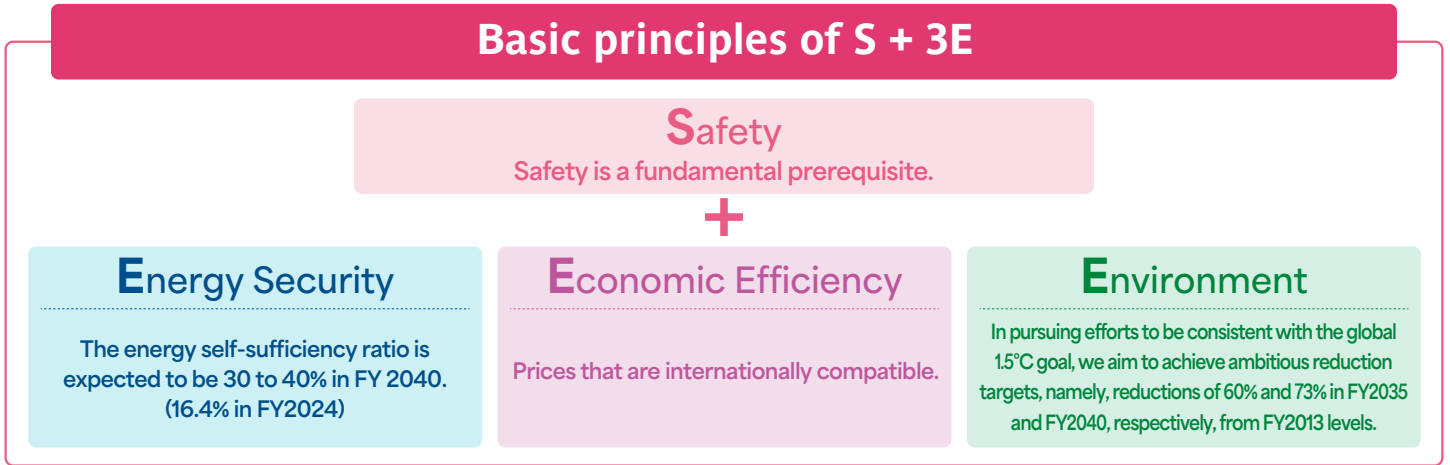 Basic principles of S + 3E
Safety
Safety is a fundamental prerequisite.
+
Energy Security
The energy self-sufficiency ratio is
expected to be 30 to 40% in FY 2040.
(16.4% in FY2024)
Economic Efficiency
Prices that are internationally compatible.
Environment
In pursuing efforts to be consistent with the global
1.5°C goal, we aim to achieve ambitious reduction
targets, namely, reductions of 60% and 73% in FY2035
and FY2040, respectively, from FY2013 levels.